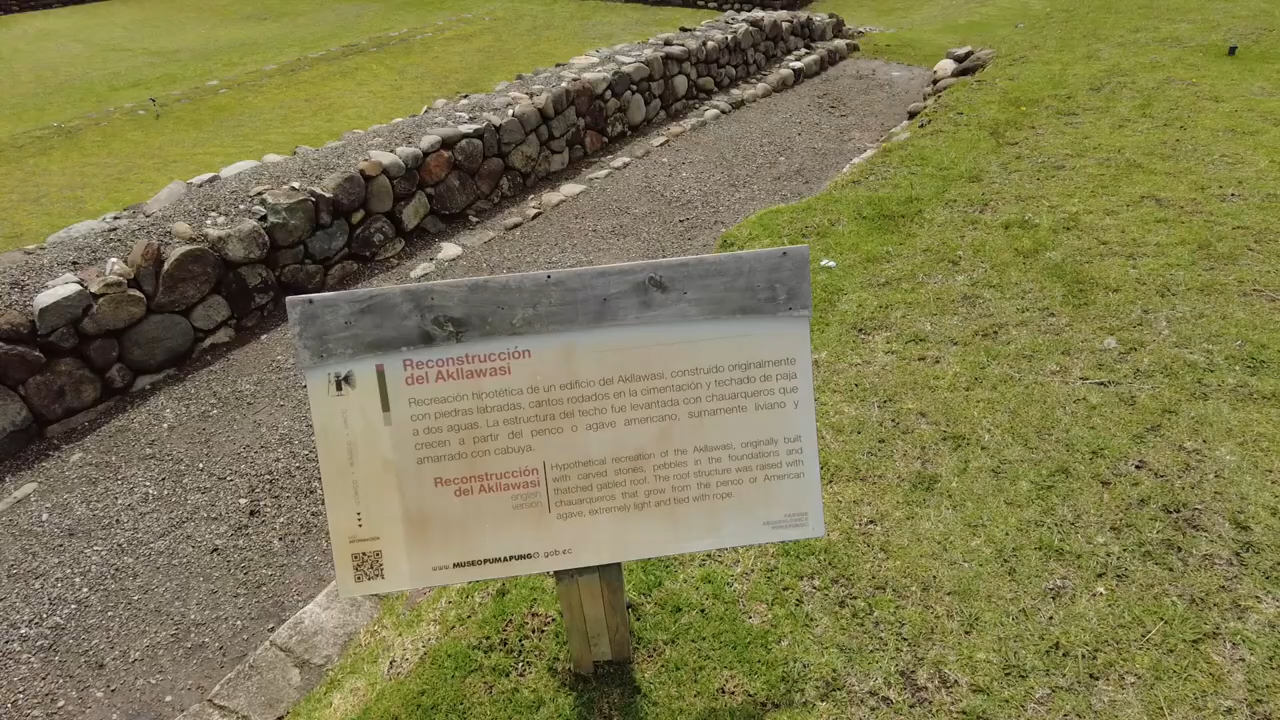 Reconstrucción
del Akllawasi
Recreación hipotética de un edificio del Akllawasi, construido originalmente
con piedras labradas, cantos rodados en la cimentación y techado de paja
a dos aguas. La estructura del techo fue levantada con chauarqueros que
crecen a partir del penco o agave americano, sumamente liviano y
amarrado con cabuya.
Reconstrucción
del Akllawasi
english
version
Hypothetical recreation of the Akllawasi, originally built
with carved stones, pebbles in the foundations and
thatched gabled roof. The roof structure was raised with
chauarqueros that grow from the penco or American
agave, extremely light and tied with rope.
INFORMACIÓN
www.MUSEOPUMAPUNGO.gob.ec
PARQUE
ARQUEOLÓGICO
PUMAPUNGO